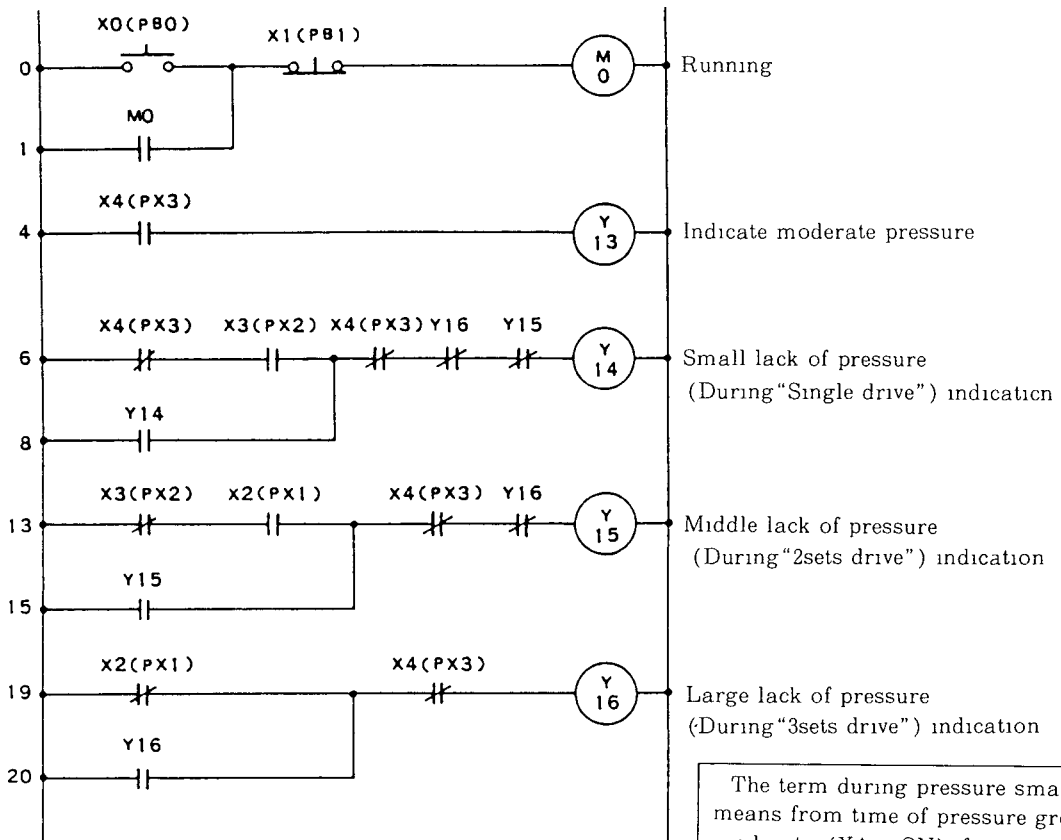 X0(PB0) X1(PB1)
0 M 0 Running
M0
1
X4(PX3)
4 Y 13 Indicate moderate pressure
X4(PX3) X3(PX2) X4(PX3) Y16 Y15
6 Y 14 Small lack of pressure
(During "Single drive") indication
Y14
8
X3(PX2) X2(PX1) X4(PX3) Y16
13 Y 15 Middle lack of pressure
(During "2sets drive") indication
Y15
15
X2(PX1) X4(PX3)
19 Y 16 Large lack of pressure
(During "3sets drive") indication
Y16
20
The term during pressure
means from time of pressure